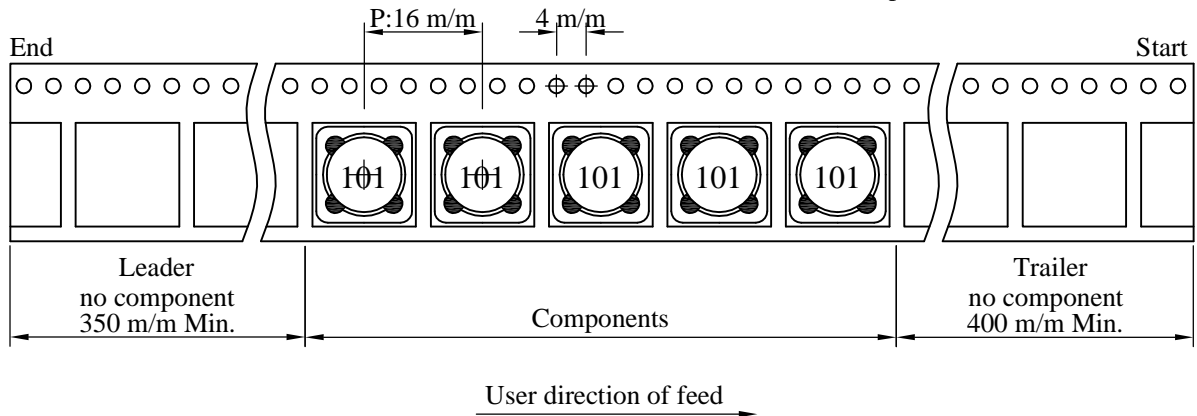 P:16 m/m
4 m/m
End
Start
101
101
101
101
101
Leader
no component
350 m/m Min.
Components
Trailer
no component
400 m/m Min.
User direction of feed